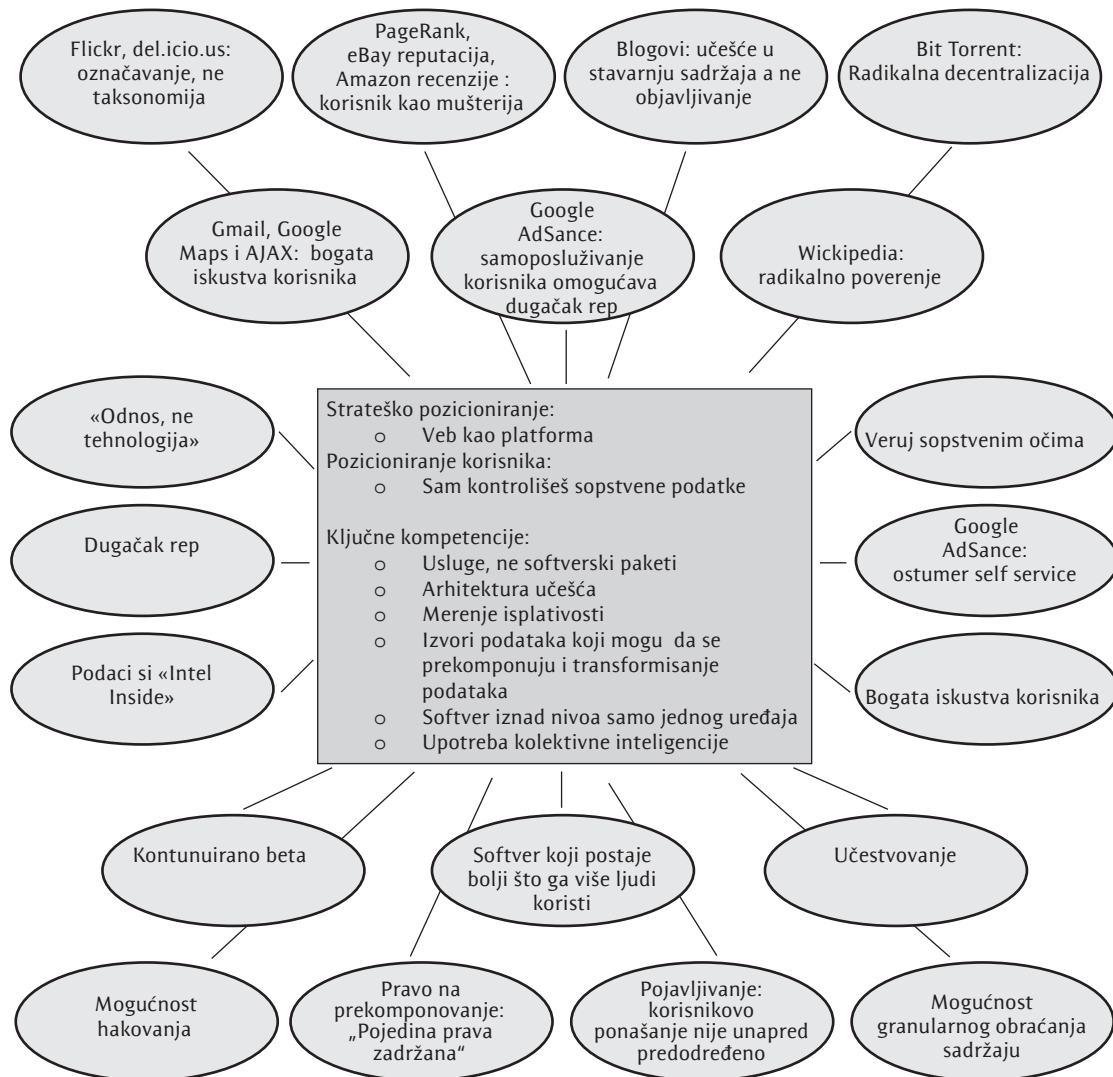 Flickr, del.icio.us:
označavanje, ne
taksonomija
PageRank,
eBay reputacija,
Amazon recenzije :
korisnik kao mušterija
Blogovi: učešće u
stavarnju sadržaja a ne
objavljivanje
Bit Torrent:
Radikalna decentralizacija
Gmail, Google
Maps i AJAX: bogata
iskustva korisnika
Google
AdSance:
samoposluživanje
korisnika omogućava
dugačak rep
Wickipedia:
radikalno poverenje
«Odnos, ne
tehnologija»
Dugačak rep
Podaci si «Intel
Inside»
Strateško pozicioniranje:
o Veb kao platforma
Pozicioniranje korisnika:
o Sam kontrolišeš sopstvene podatke
Ključne kompetencije:
o Usluge, ne softverski paketi
o Arhitektura učešća
o Merenje isplativosti
o Izvori podataka koji mogu da se
prekomponuju i transformisanje
podataka
o Softver iznad nivoa samo jednog uređaja
o Upotreba kolektivne inteligencije
Veruj sopstvenim očima
Google
AdSance:
ostumer self service
Bogata iskustva korisnika
Kontunuirano beta
Softver koji postaje
bolji što ga više ljudi
koristi
Učestvovanje
Mogućnost
hakovanja
Pravo na
prekomponovanje:
„Pojedina prava
zadržana“
Pojavljivanje:
korisnikovo
ponašanje nije unapred
predodređeno
Mogućnost
granularnog obraćanja
sadržaju